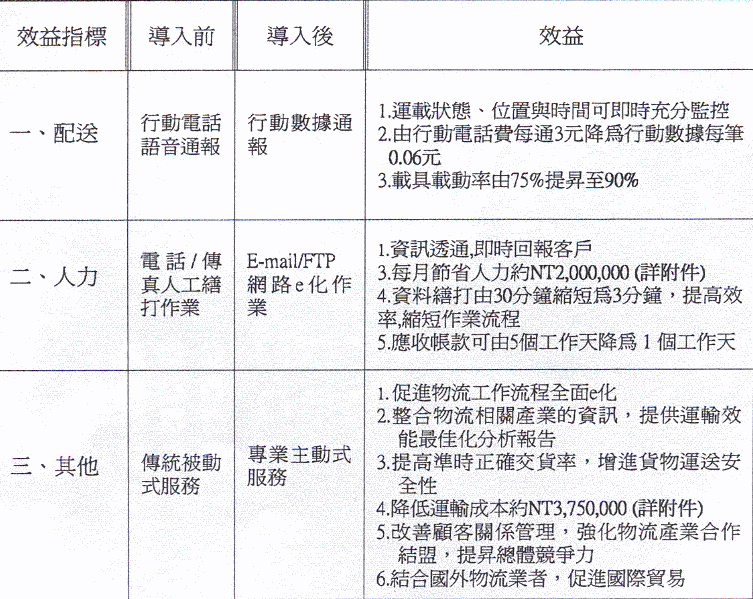 效益指標
導入前
導入後
效益
一、配送
行動電話
語音通報
行動數據通
報
1.運載狀態、位置與時間可即時充分監控
2.由行動電話費每通3元降爲行動數據每筆
0.06元
3.載具載動率由75%提昇至90%
二、人力
電話/傳
真人工繕
打作業
E-mail/FTP
網路e化作
業
1.資訊透通,即時回報客戶
3.每月節省人力約NT2,000,000 (詳附件)
4.資料繕打由30分鐘縮短爲3分鐘，提高效
率,縮短作業流程
5.應收帳款可由5個工作天降爲 1 個工作天
三、其他
傳統被動
式服務
專業主動式
服務
1.促進物流工作流程全面e化
2.整合物流相關產業的資訊，提供運輸效
能最佳化分析報告
3.提高準時正確交貨率，增進貨物運送安
全性
4.降低運輸成本約NT3,750,000 (詳附件)
5.改善顧客關係管理，強化物流產業合作
結盟，提昇總體競爭力
6.結合國外物流業者，促進國際貿易